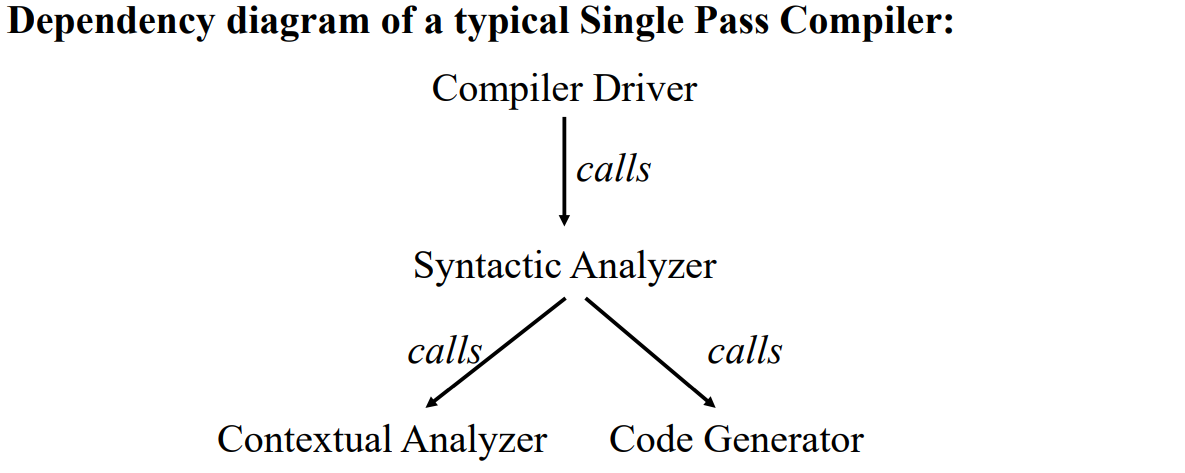 Dependency diagram of a typical Single Pass Compiler:
Compiler Driver
calls
Syntactic Analyzer
calls
calls
Contextual Analyzer
Code Generator